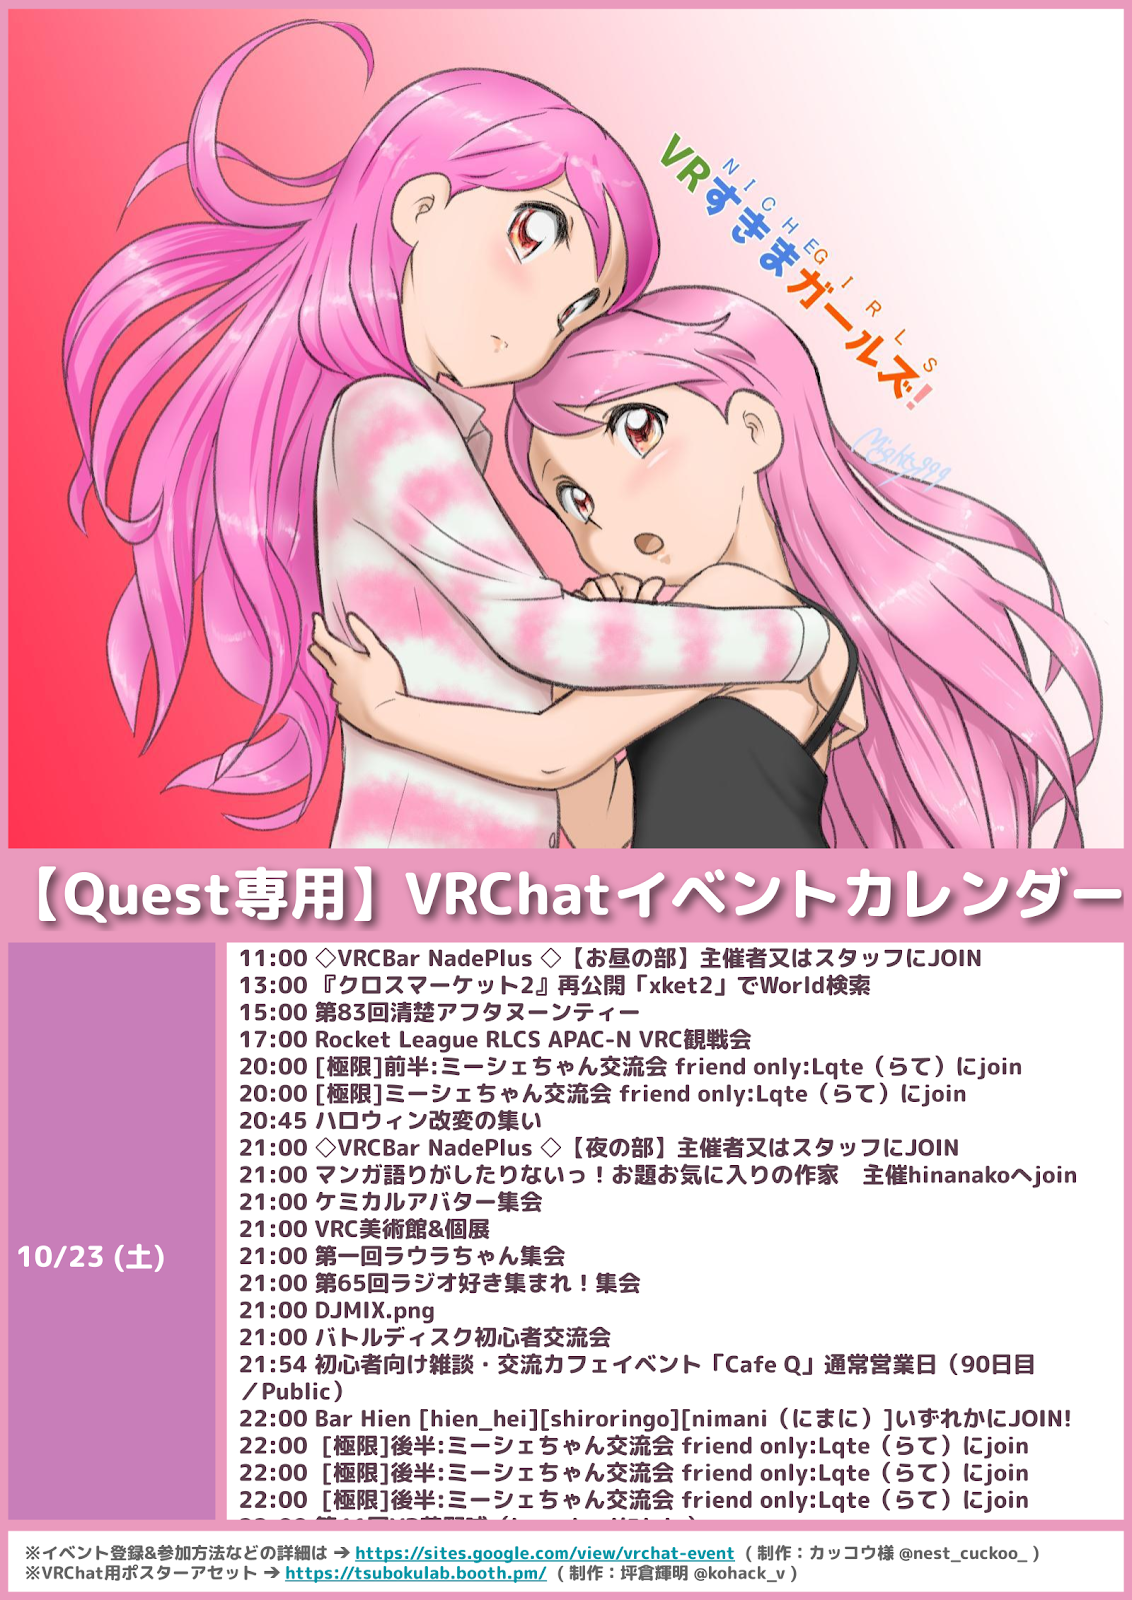 NICHE GIRLS
VRすきまガールズ!
Mighty999
【Quest専用】VRChatイベントカレンダー
10/23 (土)
11:00 ◇VRCBar NadePlus ◇【お昼の部】主催者又はスタッフにJOIN
13:00 『クロスマーケット2』再公開「xket2」でWorld検索
15:00 第83回清楚アフタヌーンティー
17:00 Rocket League RLCS APAC-N VRC観戦会
20:00 [極限]前半:ミーシェちゃん交流会 friend only:Lqte（らて）にjoin
20:00 [極限]ミーシェちゃん交流会 friend only:Lqte（らて）にjoin
20:45 ハロウィン改変の集い
21:00 ◇VRCBar NadePlus ◇【夜の部】主催者又はスタッフにJOIN
21:00 マンガ語りがしたりないっ！お題お気に入りの作家　主催hinanakoへjoin
21:00 ケミカルアバター集会
21:00 VRC美術館&個展
21:00 第一回ラウラちゃん集会
21:00 第65回ラジオ好き集まれ！集会
21:00 DJMIX.png
21:00 バトルディスク初心者交流会
21:54 初心者向け雑談・交流カフェイベント「Cafe Q」通常営業日（90日目
／Public）
22:00 Bar Hien [hien_hei][shiroringo][nimani（にまに）]いずれかにJOIN!
22:00 [極限]後半:ミーシェちゃん交流会 friend only:Lqte（らて）にjoin
22:00 [極限]後半:ミーシェちゃん交流会 friend only:Lqte（らて）にjoin
22:00 [極限]後半:ミーシェちゃん交流会 friend only:Lqte（らて）にjoin
※イベント登録&参加方法などの詳細は → https://sites.google.com/view/vrchat-event ( 制作：カッコウ様 @nest_cuckoo_ )
※VRChat用ポスターアセット → https://tsubokulab.booth.pm/ ( 制作：坪倉輝明 @kohack_v )